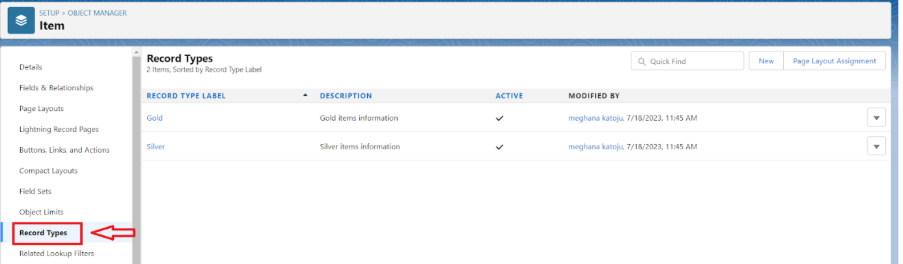 SETUP > OBJECT MANAGER
Item
Details
Fields & Relationships
Page Layouts
Lightning Record Pages
Buttons, Links, and Actions
Compact Layouts
Field Sets
Object Limits
Record Types
Related Lookup Filters
Record Types
2 Items, Sorted by Record Type Label
Quick Find
New
Page Layout Assignment
RECORD TYPE LABEL DESCRIPTION ACTIVE MODIFIED BY
Gold Gold items information meghana katoju, 7/18/2023, 11:45 AM
Silver Silver items information meghana katoju, 7/18/2023, 11:45 AM